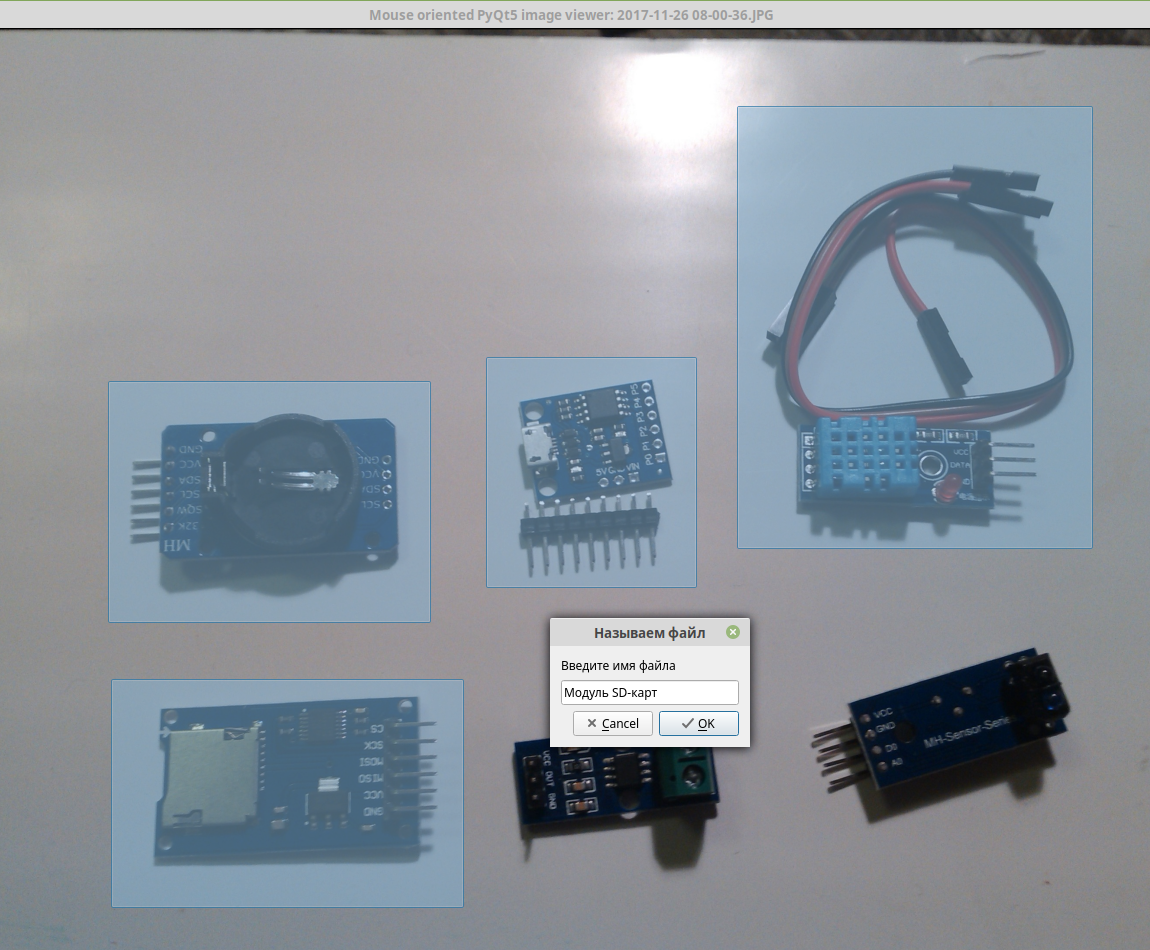 Mouse oriented PyQt5 image viewer: 2017-11-26 08-00-36.JPG
P5
P4
P3
P2
P1
P0
5V
VIN
VCC
DATA
GND
VCC
SDA
SCL
SQW
32K
MH
GND
VCC
SDA
SCL
Называем файл
Введите имя файла
Модуль SD-карт
Cancel
OK
CS
SCK
MOSI
MISO
VCC
GND
VCC
OUT
GND
VCC
GND
D0
A0
MH-Sensor-Serie